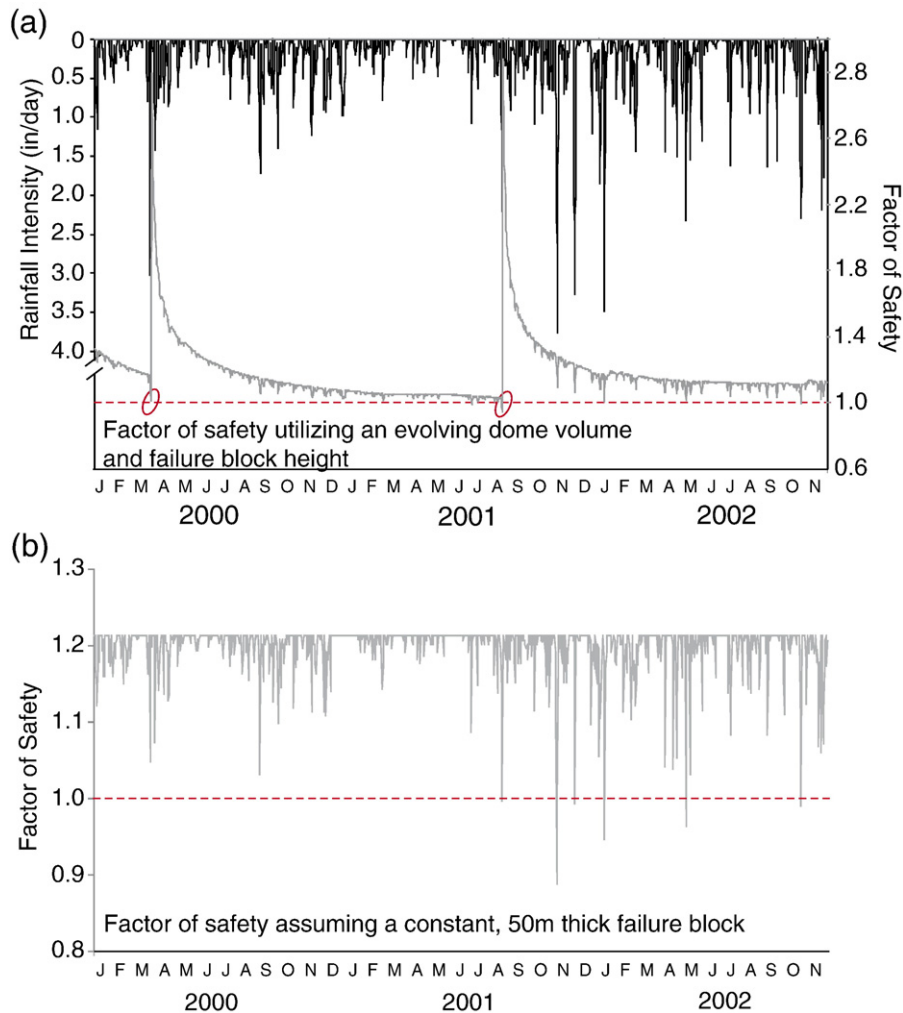 (a)
0
0.5
1.0
1.5
2.0
2.5
3.0
3.5
4.0
Rainfall Intensity (in/day)
2.8
2.6
2.2
1.8
1.4
1.0
0.6
Factor of Safety
Factor of safety utilizing an evolving dome volume
and failure block height
J F M A M J J A S O N D J F M A M J J A S O N D J F M A M J J A S O N
2000 2001 2002
(b)
1.3
1.2
1.1
1.0
0.9
0.8
Factor of Safety
Factor of safety assuming a constant, 50m thick failure block
J F M A M J J A S O N D J F M A M J J A S O N D J F M A M J J A S O N
2000 2001 2002